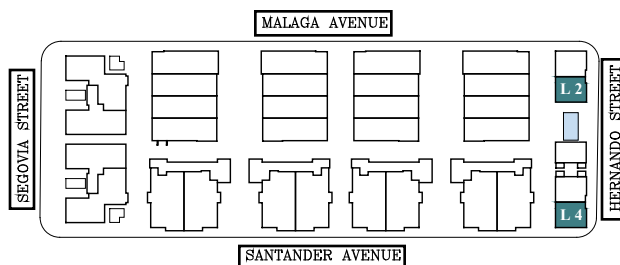 MALAGA AVENUE
SEGOVIA STREET
HERNANDO STREET
L 2
L 4
SANTANDER AVENUE